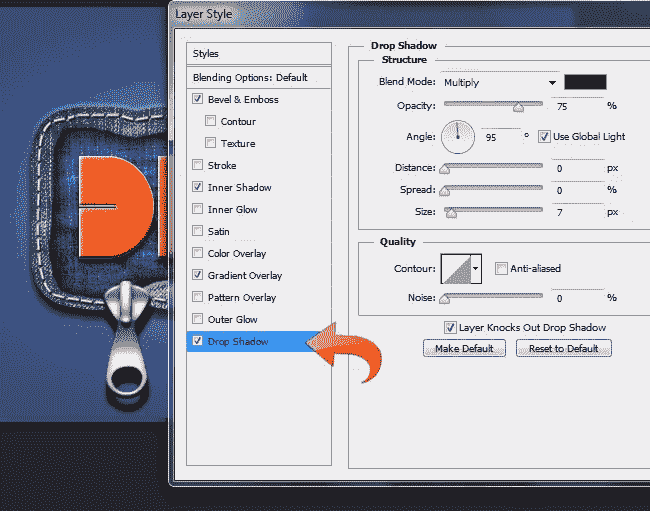 Layer Style
Styles
Blending Options: Default
Bevel & Emboss
Contour
Texture
Stroke
Inner Shadow
Inner Glow
Satin
Color Overlay
Gradient Overlay
Pattern Overlay
Outer Glow
Drop Shadow
Drop Shadow
Structure
Blend Mode: Multiply
Opacity: 75 %
Angle: 95 ° Use Global Light
Distance: 0 px
Spread: 0 %
Size: 7 px
Quality
Contour: Anti-aliased
Noise: 0 %
Layer Knocks Out Drop Shadow
Make Default Reset to Default